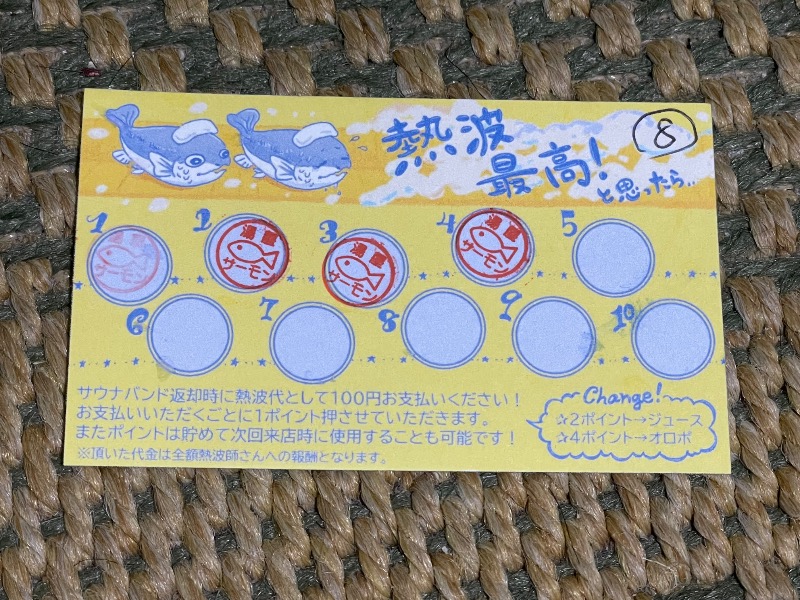 熱波
最高!
と思ったら..
8
1 2 3 4 5
サーモン
サーモン
サーモン
サーモン
6 7 8 9 10
サウナバンド返却時に熱波代として100円お支払いください!
お支払いいただくごとに1ポイント押させていただきます。
またポイントは貯めて次回来店時に使用することも可能です!
※頂いた代金は全額熱波師さんへの報酬となります。
Change!
☆2ポイント→ジュース
☆4ポイント→オロポ